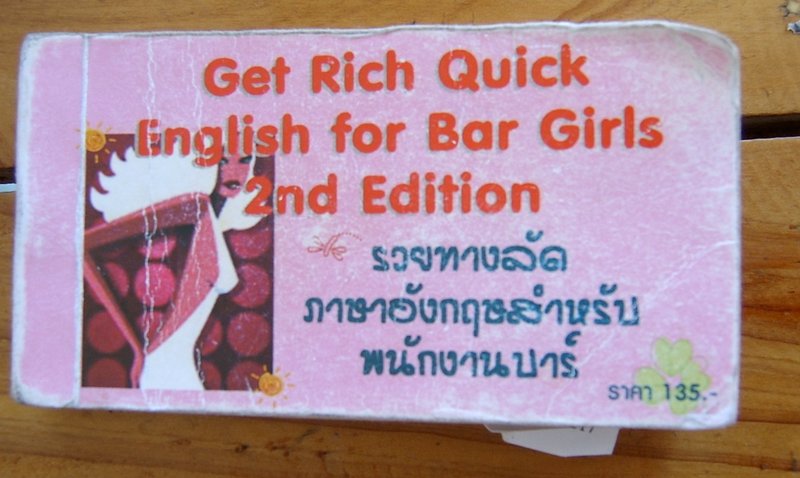 Get Rich Quick
English for Bar Girls
2nd Edition
รวยทางลัด
ภาษาอังกฤษสำหรับ
พนักงานบาร์
ราคา 135.-